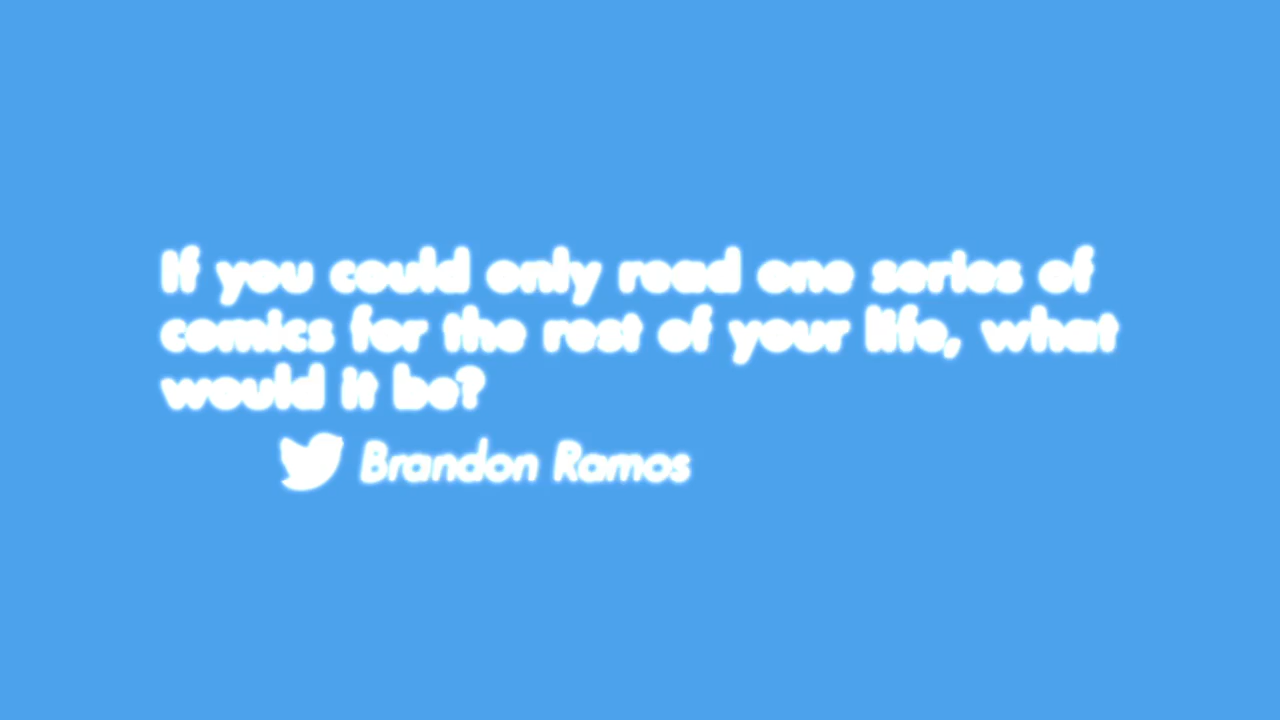 If you could only read one series of
comics for the rest of your life, what
would it be?
Brandon Ramos